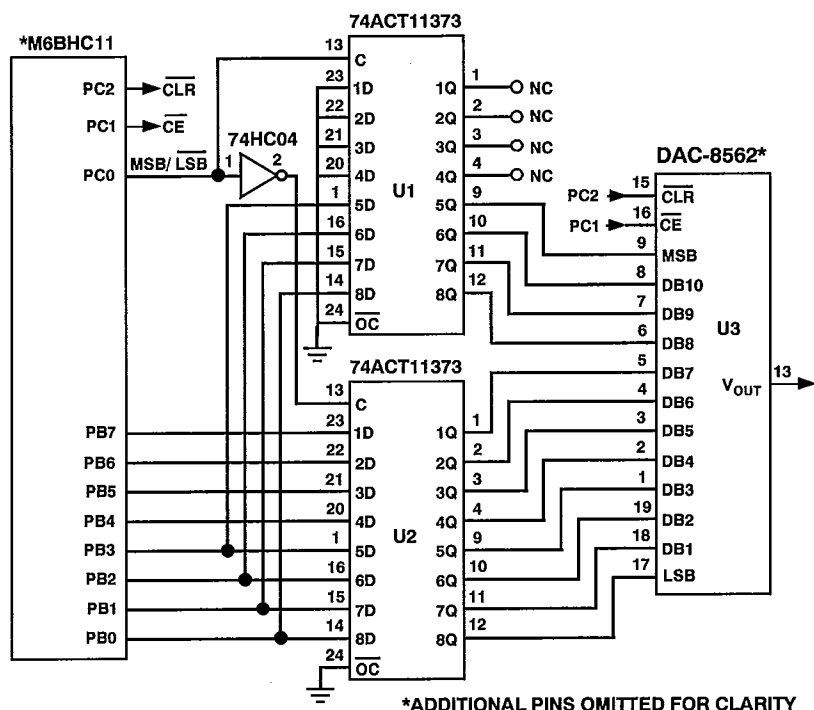 74ACT11373
*M6BHC11
13 C
23 1D
22 2D
21 3D
20 4D
1 5D
16 6D
15 7D
14 8D
24 OC
U1
1Q 1 NC
2Q 2 NC
3Q 3 NC
4Q 4 NC
5Q 9
6Q 10
7Q 11
8Q 12
PC2 CLR
PC1 CE
PC0 MSB/ LSB
74HC04
1 2
DAC-8562*
PC2 15 CLR
PC1 16 CE
9 MSB
8 DB10
7 DB9
6 DB8
5 DB7
4 DB6
3 DB5
2 DB4
1 DB3
19 DB2
18 DB1
17 LSB
U3
VOUT 13
74ACT11373
13 C
PB7 23 1D
PB6 22 2D
PB5 21 3D
PB4 20 4D
PB3 1 5D
PB2 16 6D
PB1 15 7D
PB0 14 8D
24 OC
U2
1Q 1
2Q 2
3Q 3
4Q 4
5Q 9
6Q 10
7Q 11
8Q 12
*ADDITIONAL PINS OMITTED FOR CLARITY